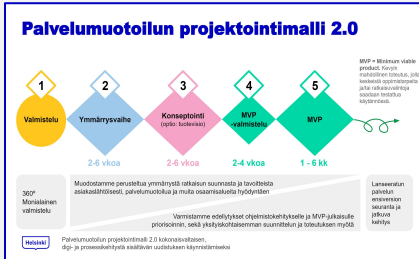 Palvelumuotoilun projektointimalli 2.0
MVP = Minimum viable
product. Kevyin
mahdollinen toteutus, jolla
keskeisiä oppimistarpeita
ja/tai ratkaisuvalintoja
saadaan testattua
käytännössä.
1
2
3
4
5
Valmistelu
Ymmärrysvaihe
Konseptointi
(optio: tuotevisio)
MVP
-valmistelu
MVP
2-6 vkoa
2-6 vkoa
2-4 vkoa
1 - 6 kk
360°
Monialainen
valmistelu
Muodostamme perusteltua ymmärrystä ratkaisun suunnasta ja tavoitteista
asiakaslähtöisesti, palvelumuotoilua ja muita osaamisalueita hyödyntäen
Varmistamme edellytykset ohjelmistokehitykselle ja MVP-julkaisulle
priorisoinnin, sekä yksityiskohtaisemman suunnittelun ja toteutuksen myötä
Lanseeratun
palvelun
ensiversion
seuranta ja
jatkuva
kehitys
Helsinki
Palvelumuotoilun projektointimalli 2.0 kokonaisvaltaisen,
digi- ja prosessikehitystä sisältävän uudistuksen käynnistämiseksi